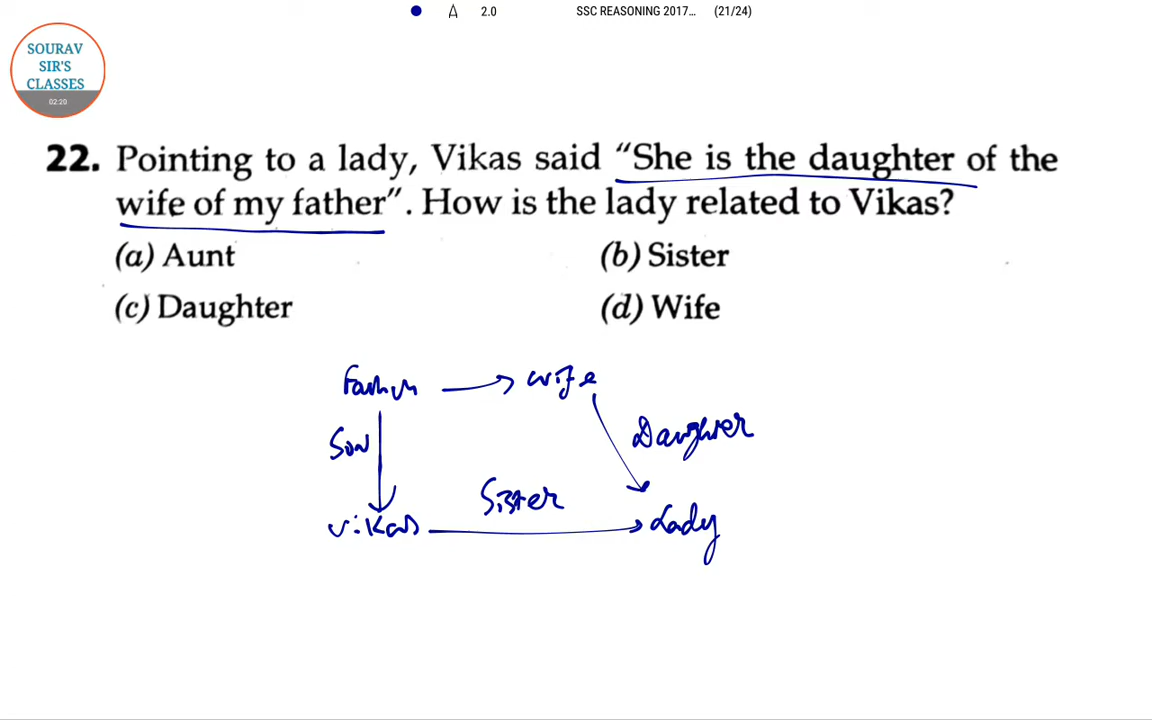 2.0 SSC REASONING 2017... (21/24)
SOURAV
SIR'S
CLASSES
02:20
22. Pointing to a lady, Vikas said "She is the daughter of the
wife of my father". How is the lady related to Vikas?
(a) Aunt (b) Sister
(c) Daughter (d) Wife
Father wife
Son Daughter
Sister
Vikas Lady